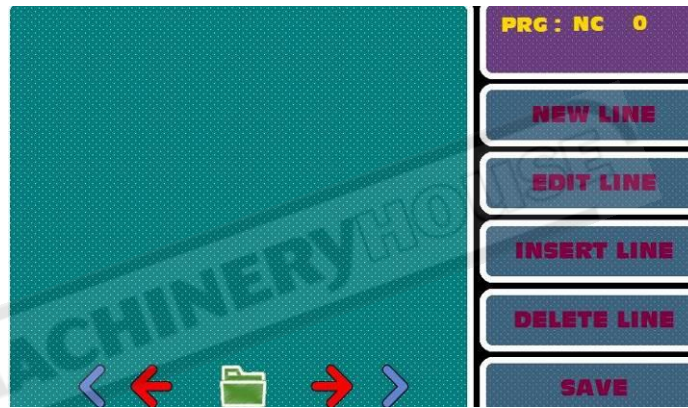 PRG : NC 0
NEW LINE
EDIT LINE
INSERT LINE
DELETE LINE
SAVE
MACHINERYHOUSE